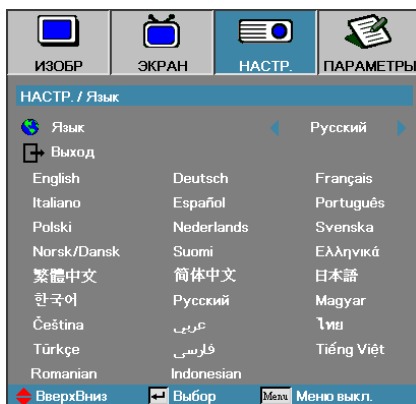 ИЗОБР ЭКРАН НАСТР. ПАРАМЕТРЫ
НАСТР. / Язык
Язык Русский
Выход
English Deutsch Français
Italiano Español Português
Polski Nederlands Svenska
Norsk/Dansk Suomi Ελληνικά
繁體中文 简体中文 日本語
한국어 Русский Magyar
Čeština عربي ไทย
Türkçe فارسی Tiếng Việt
Romanian Indonesian
ВверхВниз Выбор Menu Меню выкл.